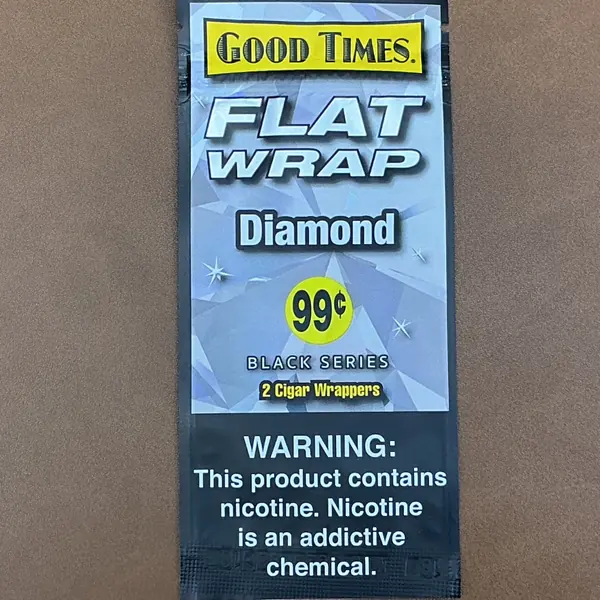 GOOD TIMES®
FLAT
WRAP
Diamond
99¢
BLACK SERIES
2 Cigar Wrappers
WARNING:
This product contains
nicotine. Nicotine
is an addictive
chemical.